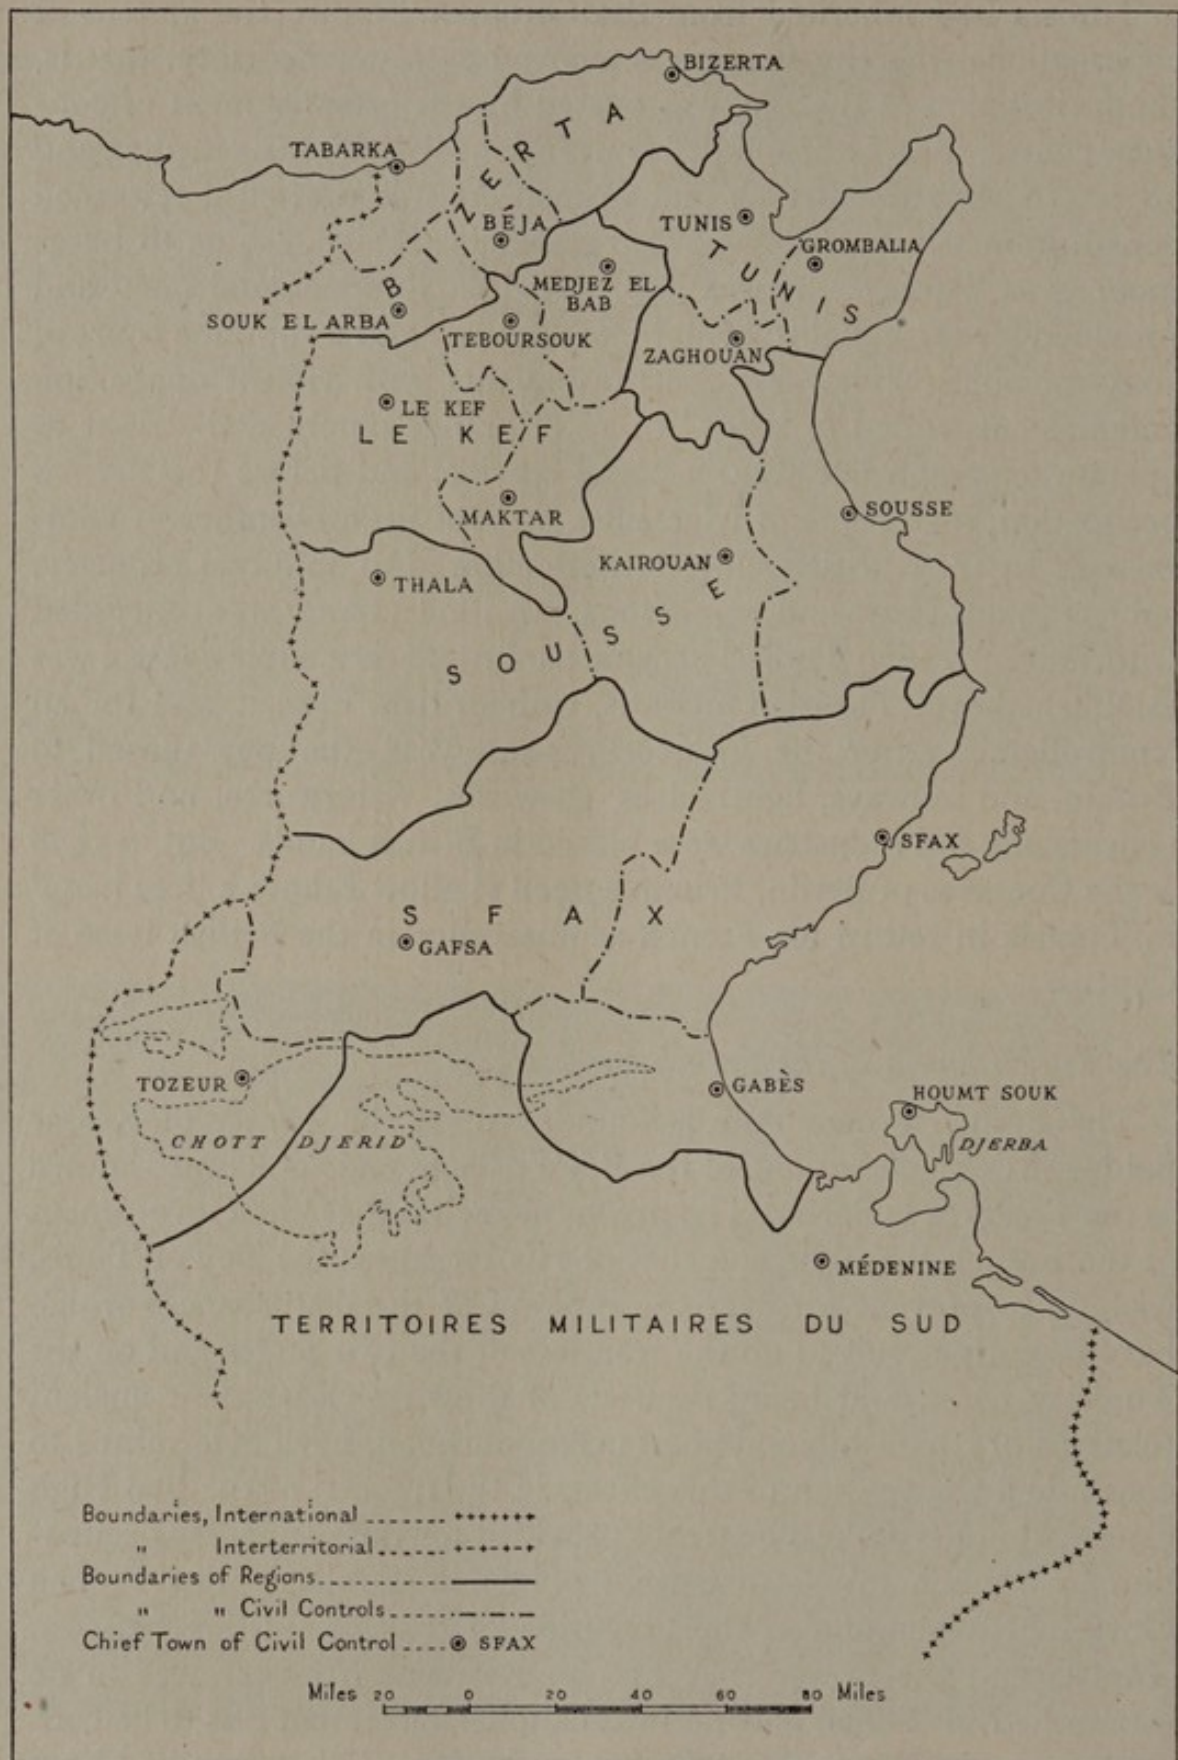 BIZERTA
TABARKA
BIZERTA
BÉJA
TUNIS
GROMBALIA
TUNIS
MEDJEZ EL
BAB
SOUK EL ARBA
TEBOURSOUK
ZAGHOUAN
LE KEF
LE KEF
MAKTAR
SOUSSE
KAIROUAN
THALA
SOUSSE
SFAX
SFAX
GAFSA
TOZEUR
GABÈS
HOUMT SOUK
CHOTT DJERID
DJERBA
MÉDENINE
TERRITOIRES MILITAIRES DU SUD
Boundaries, International
" Interterritorial
Boundaries of Regions
" " Civil Controls
Chief Town of Civil Control SFAX
Miles 20 0 20 40 60 80 Miles